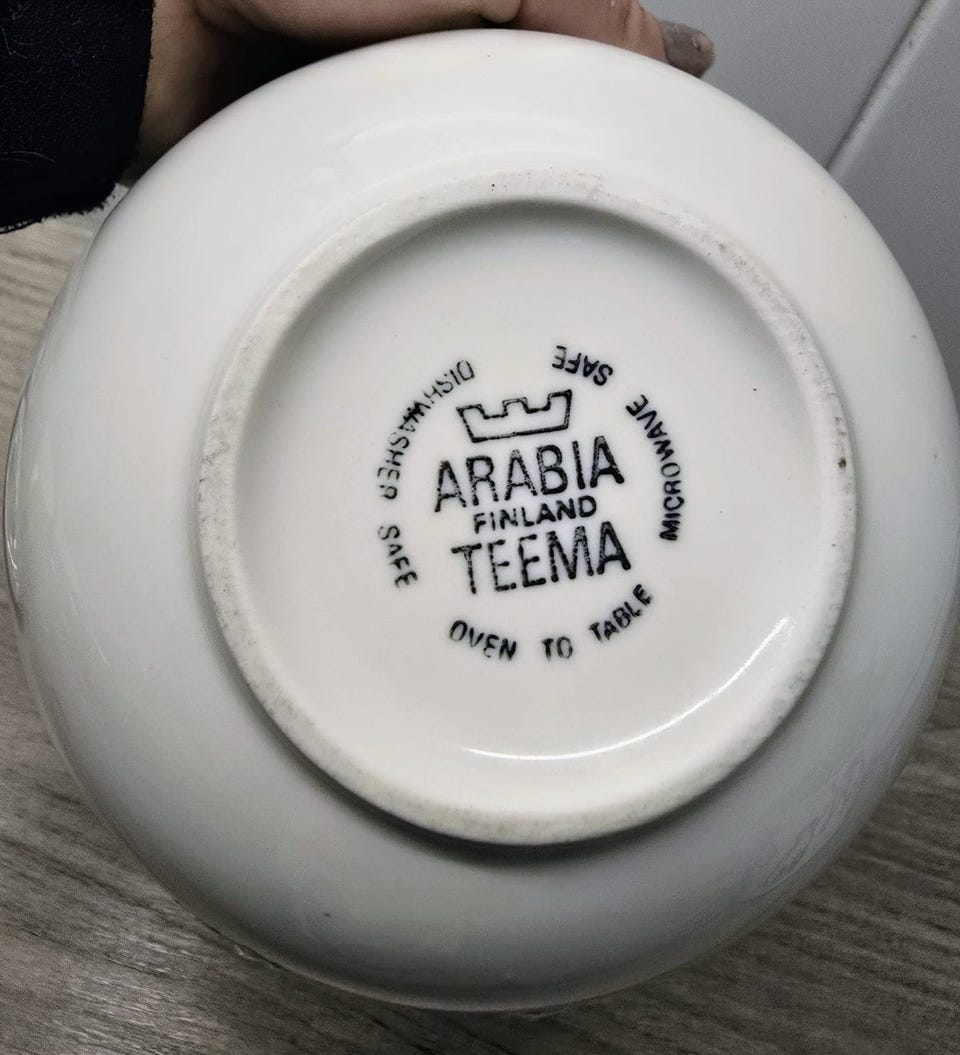 ARABIA
FINLAND
TEEMA
OVEN TO TABLE
MICROWAVE SAFE
DISHWASHER SAFE